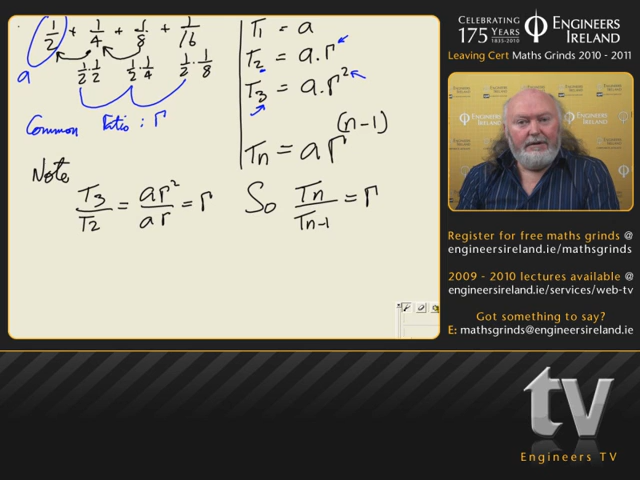 1/2 + 1/4 + 1/8 + 1/16
a 1/2·1/2 1/2·1/4 1/2·1/8
Common Ratio : r
Note
T3/T2 = ar²/ar = r
T1 = a
T2 = a.r
T3 = a.r²
Tn = ar^(n-1)
So Tn/Tn-1 = r
CELEBRATING
175 YEARS
1835-2010
ENGINEERS
IRELAND
Leaving Cert Maths Grinds 2010 - 2011
Register for free maths grinds @
engineersireland.ie/mathsgrinds
2009 - 2010 lectures available @
engineersireland.ie/services/web-tv
Got something to say?
E: mathsgrinds@engineersireland.ie
tv
Engineers TV